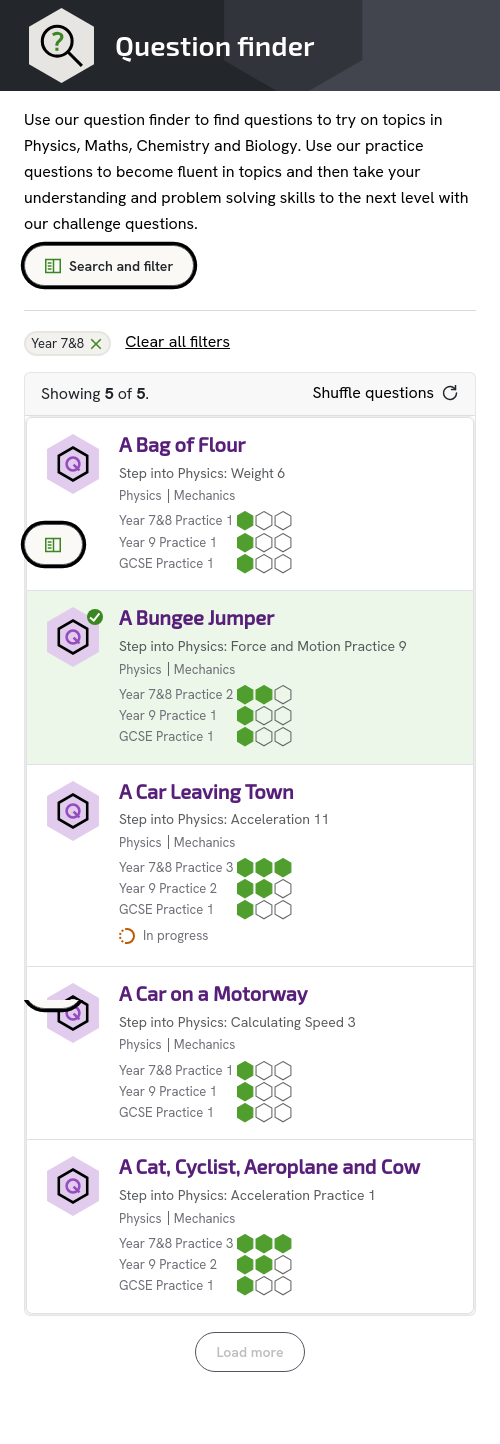 Question finder
Use our question finder to find questions to try on topics in
Physics, Maths, Chemistry and Biology. Use our practice
questions to become fluent in topics and then take your
understanding and problem solving skills to the next level with
our challenge questions.
Search and filter
Year 7&8
Clear all filters
Showing 5 of 5.
Shuffle questions
A Bag of Flour
Step into Physics: Weight 6
Physics | Mechanics
Year 7&8 Practice 1
Year 9 Practice 1
GCSE Practice 1
A Bungee Jumper
Step into Physics: Force and Motion Practice 9
Physics | Mechanics
Year 7&8 Practice 2
Year 9 Practice 1
GCSE Practice 1
A Car Leaving Town
Step into Physics: Acceleration 11
Physics | Mechanics
Year 7&8 Practice 3
Year 9 Practice 2
GCSE Practice 1
In progress
A Car on a Motorway
Step into Physics: Calculating Speed 3
Physics | Mechanics
Year 7&8 Practice 1
Year 9 Practice 1
GCSE Practice 1
A Cat, Cyclist, Aeroplane and Cow
Step into Physics: Acceleration Practice 1
Physics | Mechanics
Year 7&8 Practice 3
Year 9 Practice 2
GCSE Practice 1
Load more